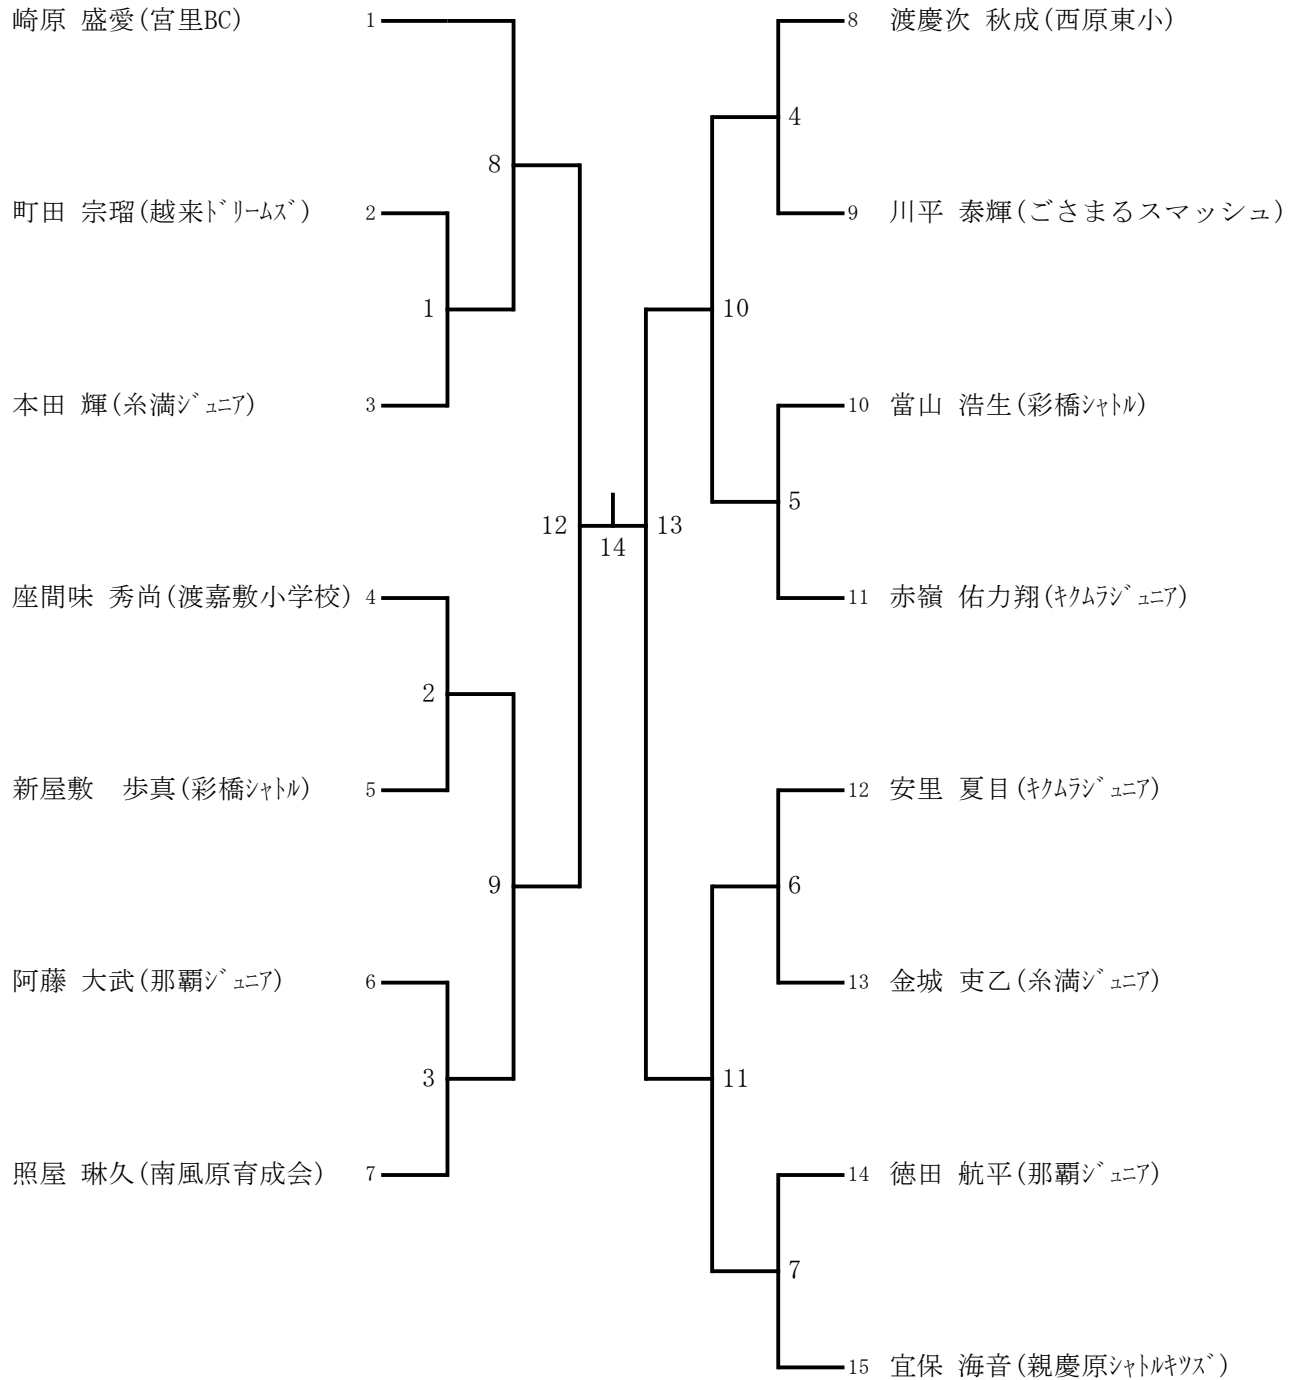 崎原 盛愛(宮里BC) 1
8 渡慶次 秋成(西原東小)
4
8
町田 宗瑠(越来ﾄﾞﾘｰﾑｽﾞ) 2
9 川平 泰輝(ごさまるスマッシュ)
1
10
本田 輝(糸満ｼﾞｭﾆｱ) 3
10 當山 浩生(彩橋ｼｬﾄﾙ)
5
12
13
14
座間味 秀尚(渡嘉敷小学校) 4
11 赤嶺 佑力翔(ｷｸﾑﾗｼﾞｭﾆｱ)
2
新屋敷　歩真(彩橋ｼｬﾄﾙ) 5
12 安里 夏目(ｷｸﾑﾗｼﾞｭﾆｱ)
9
6
阿藤 大武(那覇ｼﾞｭﾆｱ) 6
13 金城 吏乙(糸満ｼﾞｭﾆｱ)
3
11
照屋 琳久(南風原育成会) 7
14 徳田 航平(那覇ｼﾞｭﾆｱ)
7
15 宜保 海音(親慶原ｼｬﾄﾙｷｯｽﾞ)